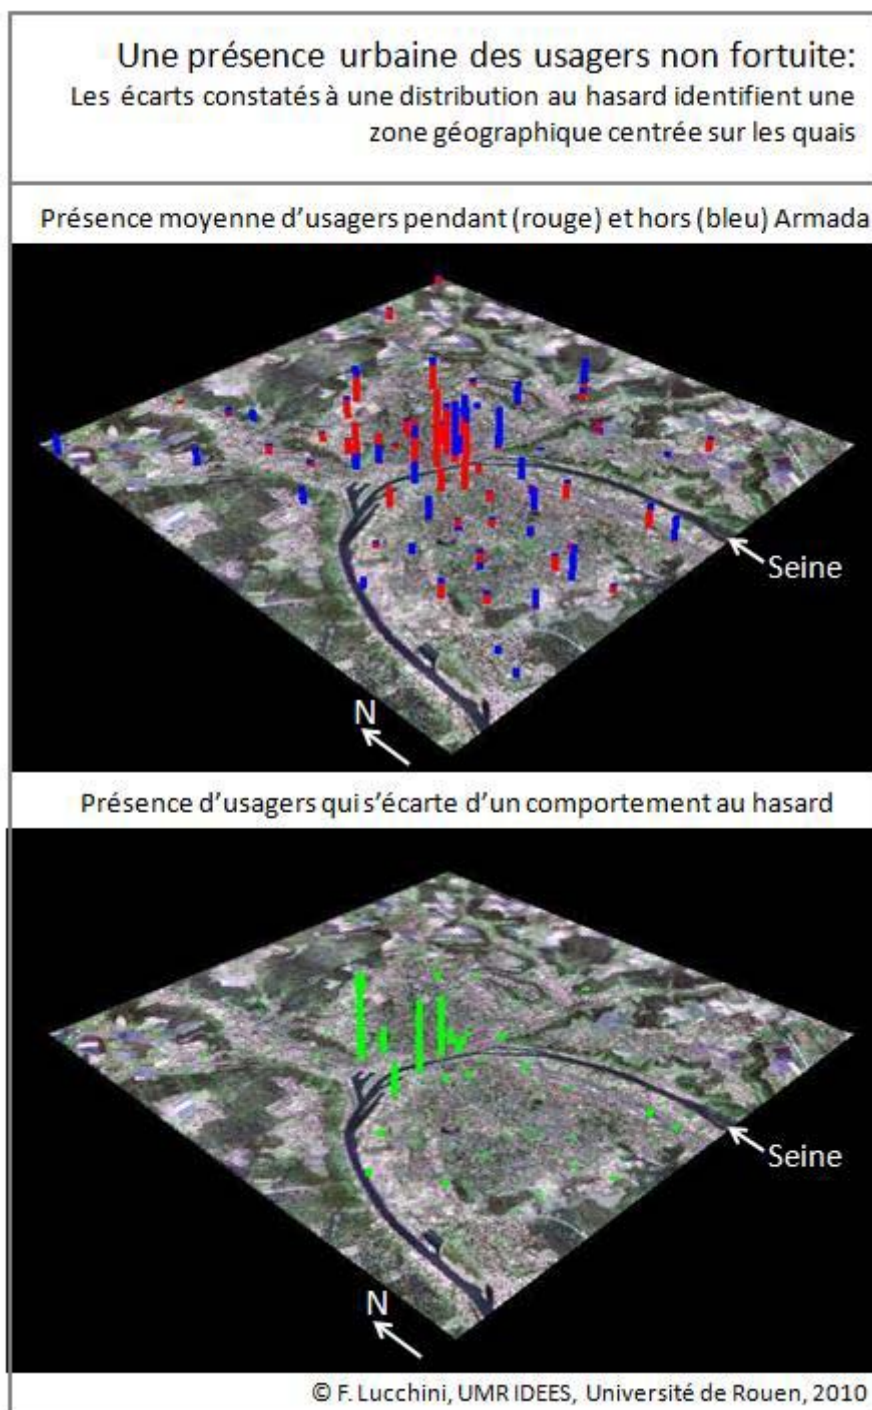 Une présence urbaine des usagers non fortuite:
Les écarts constatés à une distribution au hasard identifient une
zone géographique centrée sur les quais
Présence moyenne d'usagers pendant (rouge) et hors (bleu) Armada
Seine
N
Présence d'usagers qui s'écarte d'un comportement au hasard
Seine
N
© F. Lucchini, UMR IDEES, Université de Rouen, 2010